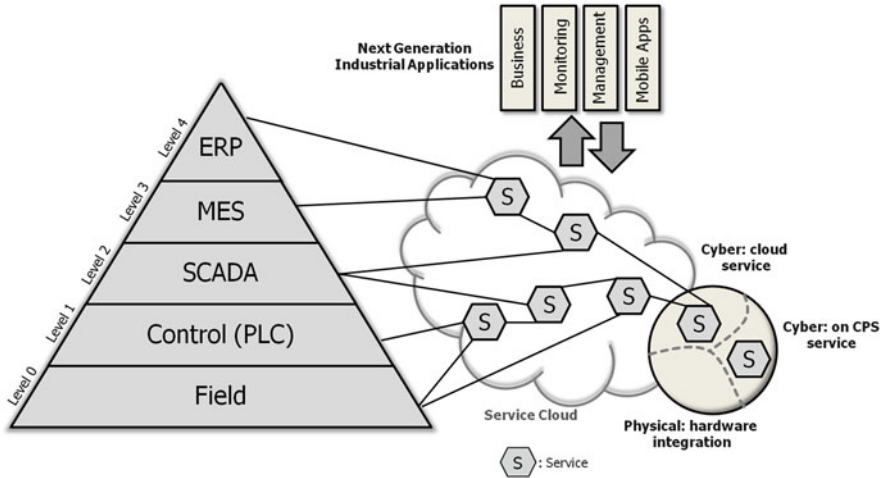 Next Generation
Industrial Applications
Business
Monitoring
Management
Mobile Apps
Level 4
ERP
Level 3
MES
Level 2
SCADA
Level 1
Control (PLC)
Level 0
Field
S
S
S
S
S
S
S
Cyber: cloud
service
Cyber: on CPS
service
Physical: hardware
integration
Service Cloud
S : Service